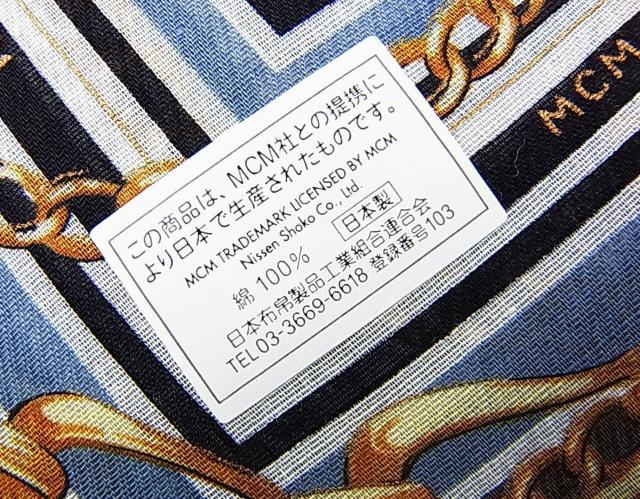 MCM
この商品は、MCM社との提携に
より日本で生産されたものです。
MCM TRADEMARK LICENSED BY MCM
Nissen Shoko Co., Ltd.
綿 100% 日本製
日本布帛製品工業組合連合会
TEL03-3669-6618 登録番号103